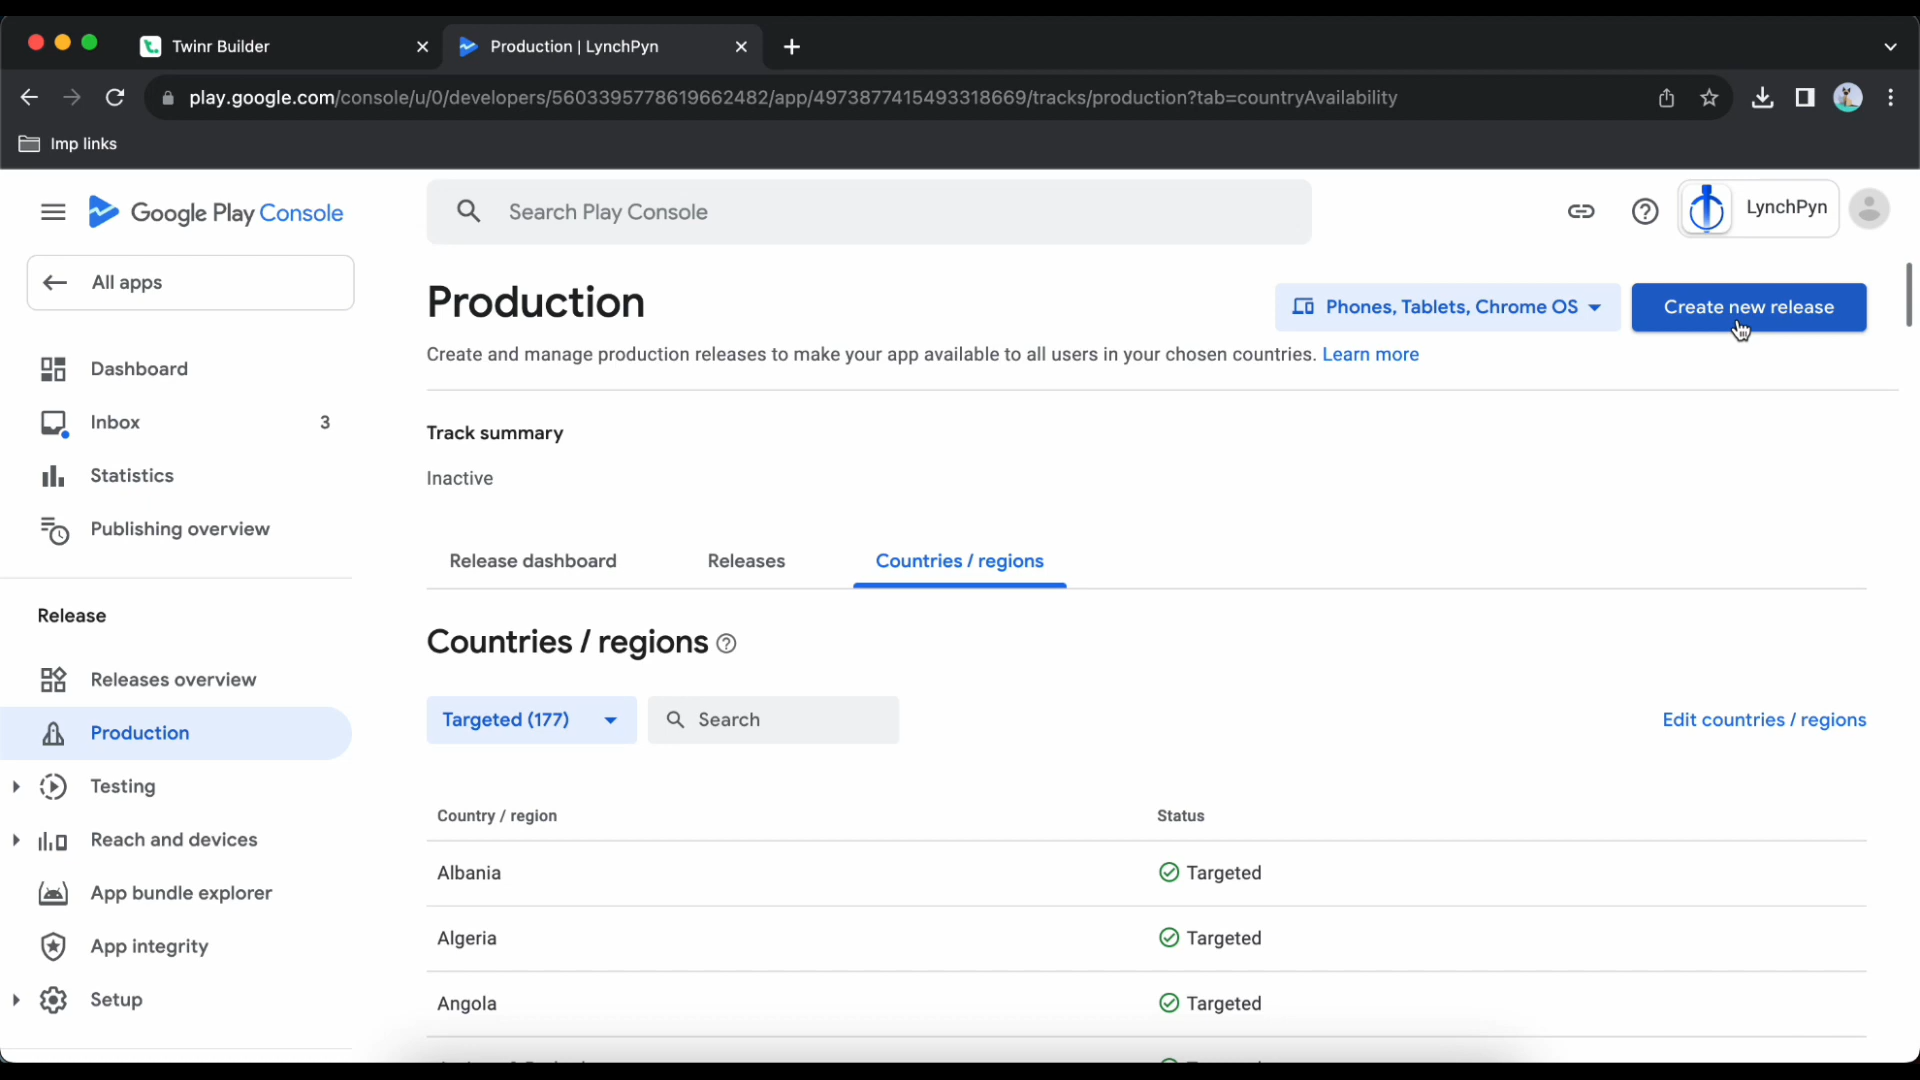 Twinr Builder
Production | LynchPyn
play.google.com/console/u/0/developers/5603395778619662482/app/4973877415493318669/tracks/production?tab=countryAvailability
Imp links
Google Play Console
Search Play Console
LynchPyn
All apps
Production
Phones, Tablets, Chrome OS
Create new release
Create and manage production releases to make your app available to all users in your chosen countries. Learn more
Dashboard
Inbox 3
Statistics
Publishing overview
Track summary
Inactive
Release dashboard
Releases
Countries / regions
Release
Releases overview
Production
Testing
Reach and devices
App bundle explorer
App integrity
Setup
Countries / regions
Targeted (177)
Search
Edit countries / regions
Country / region Status
Albania Targeted
Algeria Targeted
Angola Targeted